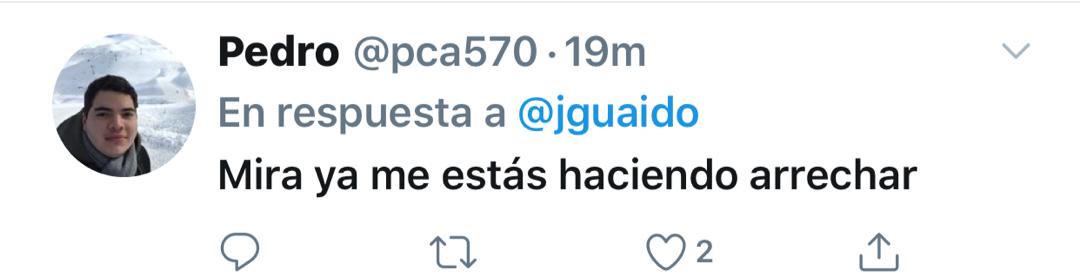 Pedro @pca570 · 19m
En respuesta a @jguaido
Mira ya me estás haciendo arrechar
2